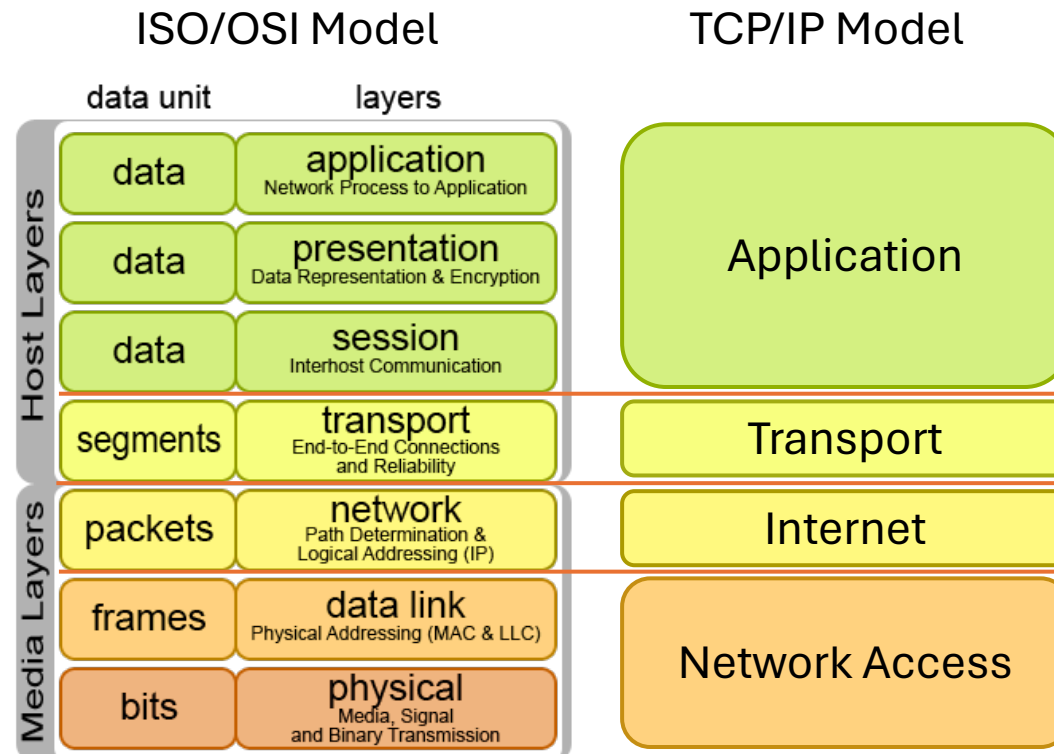 ISO/OSI Model
TCP/IP Model
data unit
layers
Host Layers
data
application
Network Process to Application
data
presentation
Data Representation & Encryption
data
session
Interhost Communication
segments
transport
End-to-End Connections
and Reliability
Media Layers
packets
network
Path Determination &
Logical Addressing (IP)
frames
data link
Physical Addressing (MAC & LLC)
bits
physical
Media, Signal
and Binary Transmission
Application
Transport
Internet
Network Access